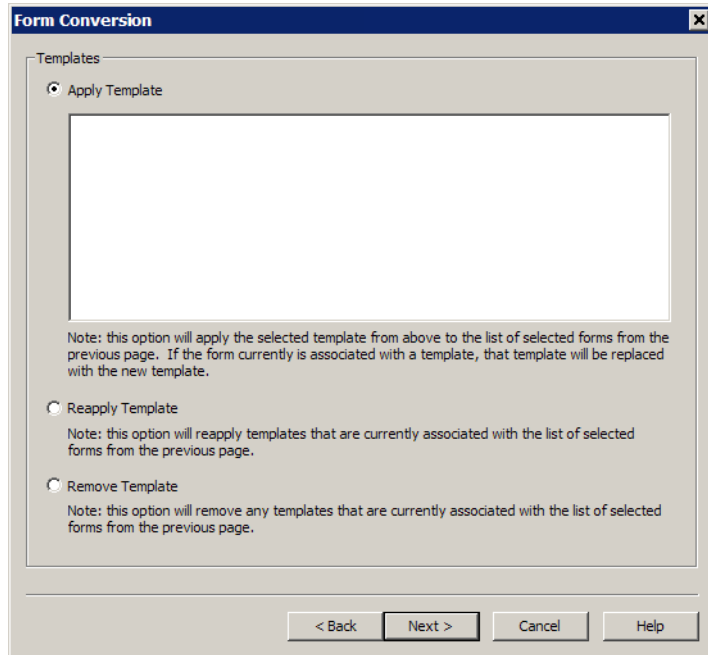 Form Conversion
Templates
Apply Template
Note: this option will apply the selected template from above to the list of selected forms from the
previous page.  If the form currently is associated with a template, that template will be replaced
with the new template.
Reapply Template
Note: this option will reapply templates that are currently associated with the list of selected
forms from the previous page.
Remove Template
Note: this option will remove any templates that are currently associated with the list of selected
forms from the previous page.
< Back Next > Cancel Help